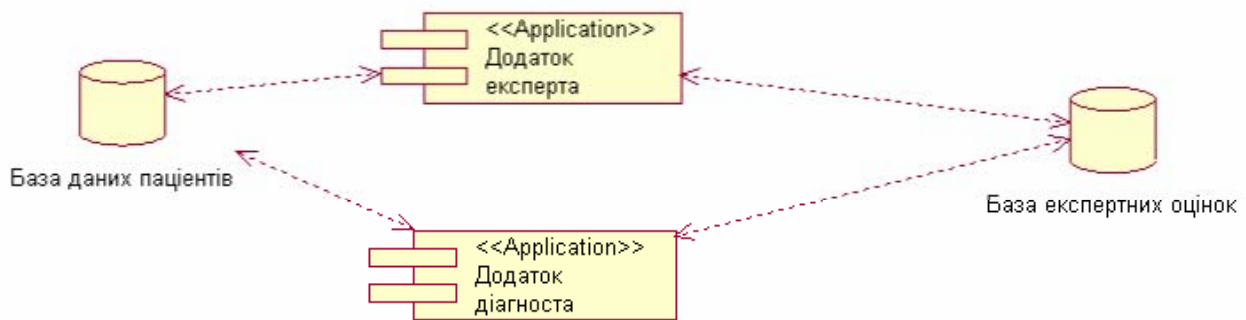 <<Application>>
Додаток
експерта
База даних пацієнтів
База експертних оцінок
<<Application>>
Додаток
діагноста